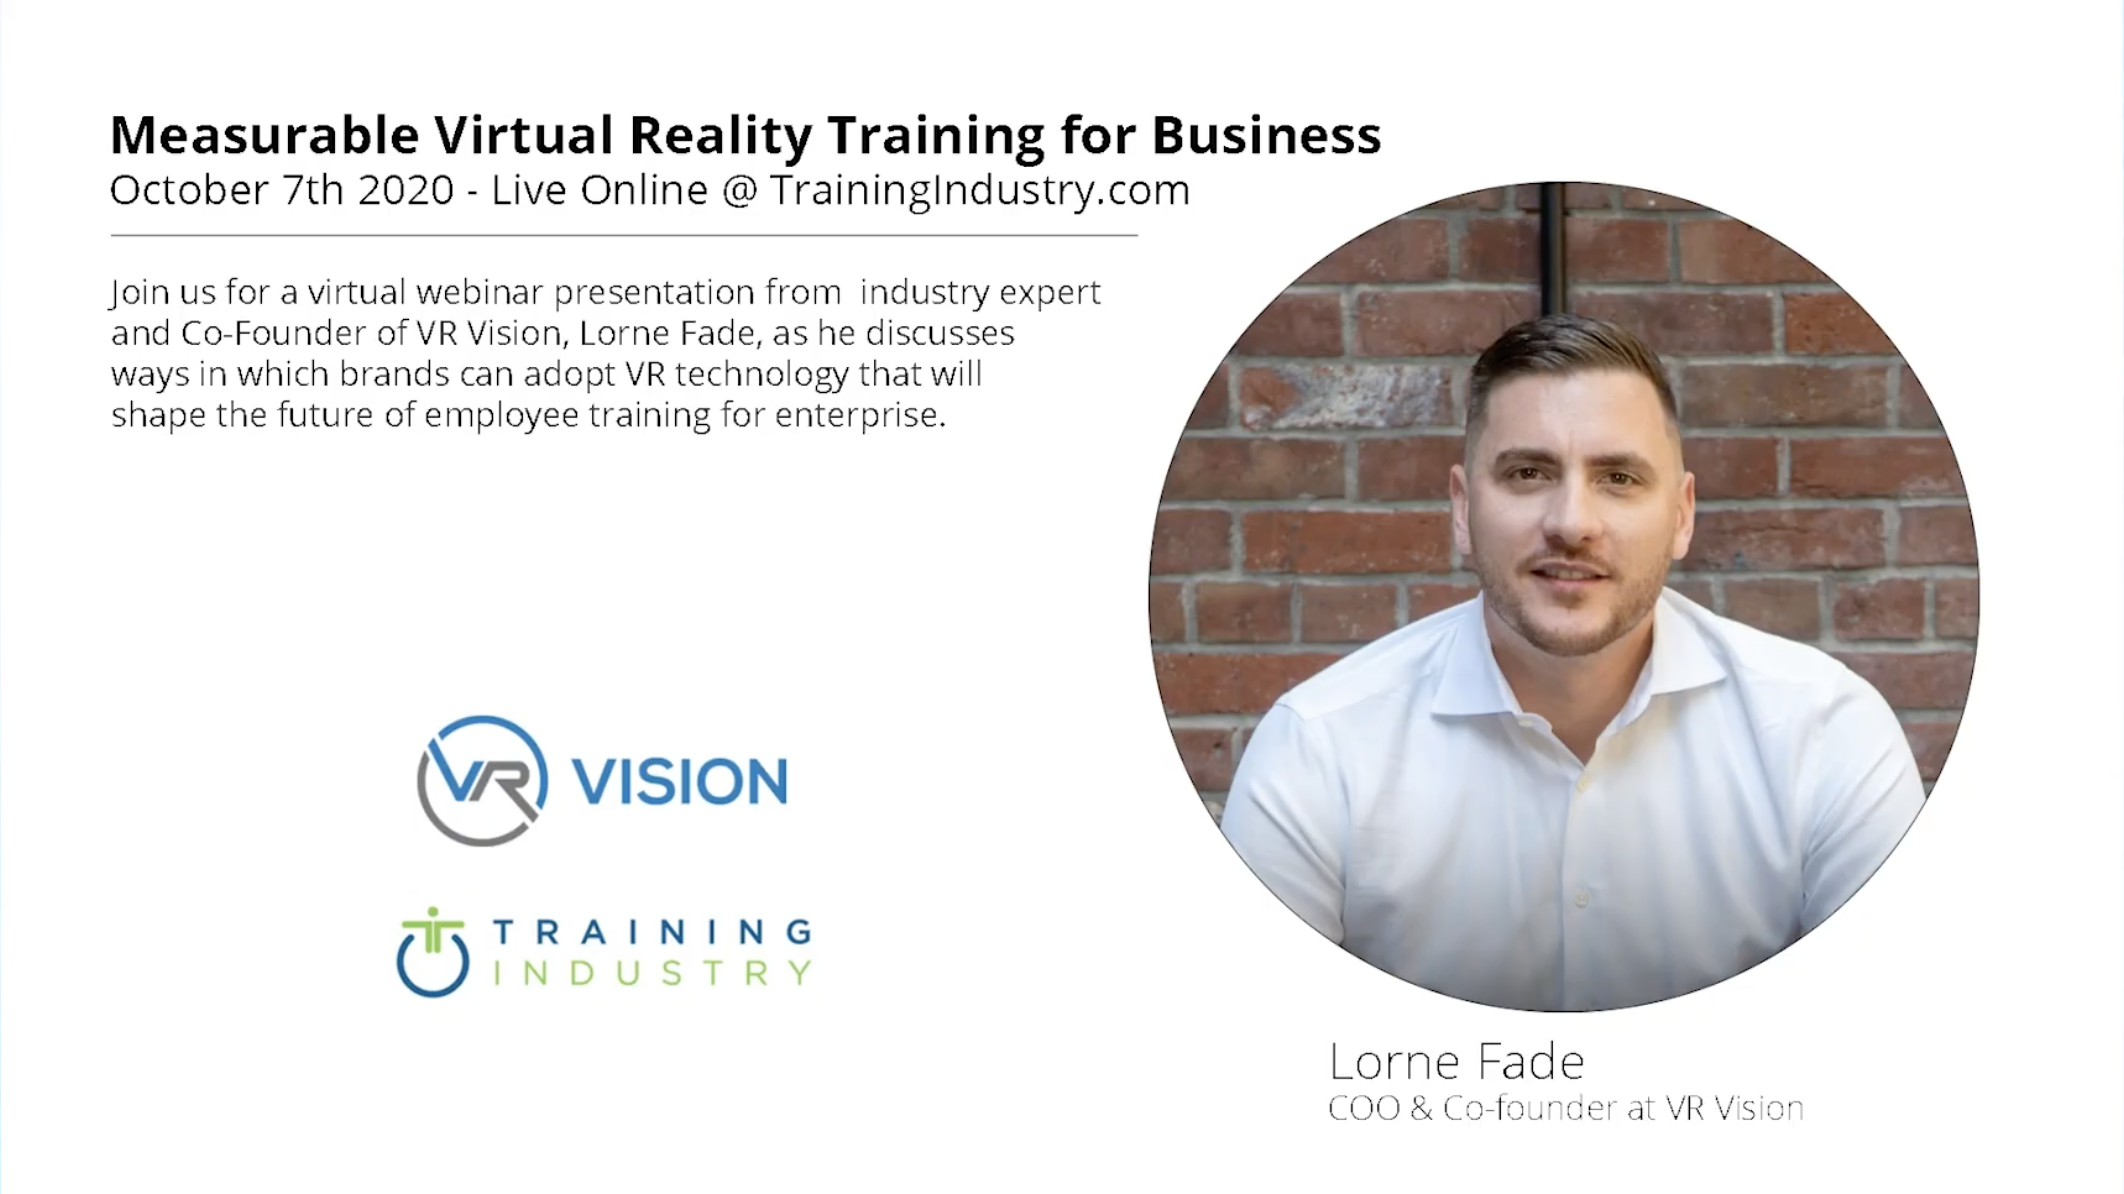 Measurable Virtual Reality Training for Business
October 7th 2020 - Live Online @ TrainingIndustry.com
Join us for a virtual webinar presentation from  industry expert
and Co-Founder of VR Vision, Lorne Fade, as he discusses
ways in which brands can adopt VR technology that will
shape the future of employee training for enterprise.
VR VISION
TRAINING
INDUSTRY
Lorne Fade
COO & Co-founder at VR Vision